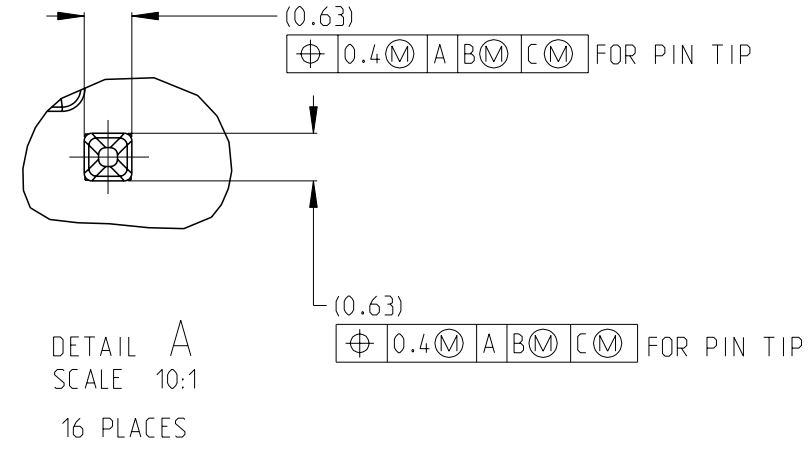 (0.63)
⌖ 0.4Ⓜ A BⓂ CⓂ FOR PIN TIP
(0.63)
⌖ 0.4Ⓜ A BⓂ CⓂ FOR PIN TIP
DETAIL A
SCALE 10:1
16 PLACES